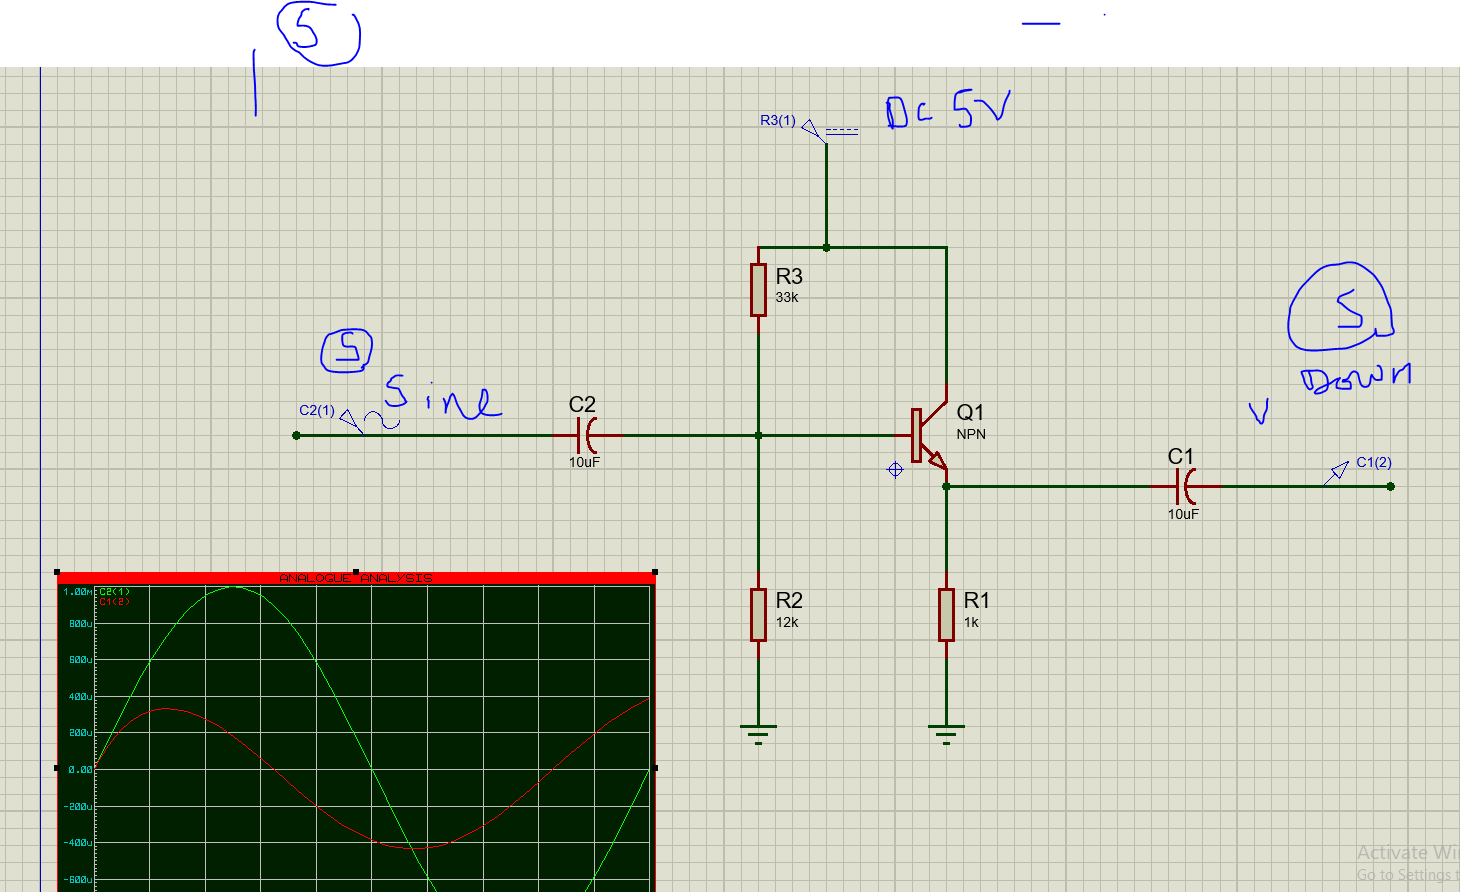 5
DC 5V
R3(1)
R3
33k
5
5
Sine
Down
C2(1)
C2
10uF
Q1
NPN
V
C1
10uF
C1(2)
ANALOGUE ANALYSIS
1.00m
C2(1)
C1(2)
800u
600u
400u
200u
0.00
-200u
-400u
-600u
R2
12k
R1
1k
Activate Wi
Go to Settings t